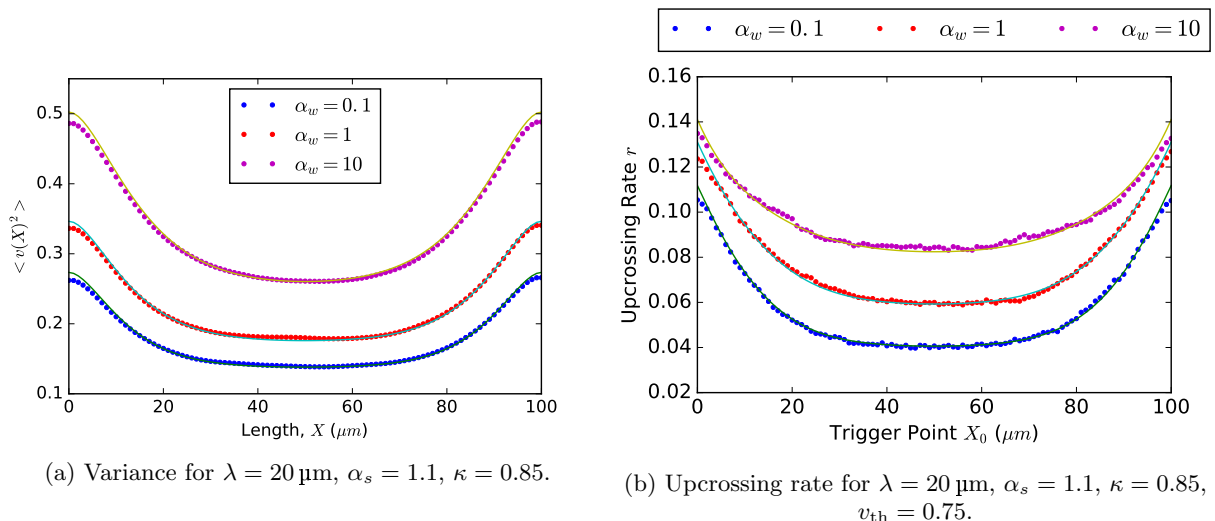 α_w = 0.1
α_w = 1
α_w = 10
< v(X)² >
0.5
0.4
0.3
0.2
0.1
0 20 40 60 80 100
Length, X (μm)
(a) Variance for λ = 20 μm, α_s = 1.1, κ = 0.85.
α_w = 0.1 α_w = 1 α_w = 10
Upcrossing Rate r
0.16
0.14
0.12
0.10
0.08
0.06
0.04
0.02
0 20 40 60 80 100
Trigger Point X_0 (μm)
(b) Upcrossing rate for λ = 20 μm, α_s = 1.1, κ = 0.85,
v_th = 0.75.